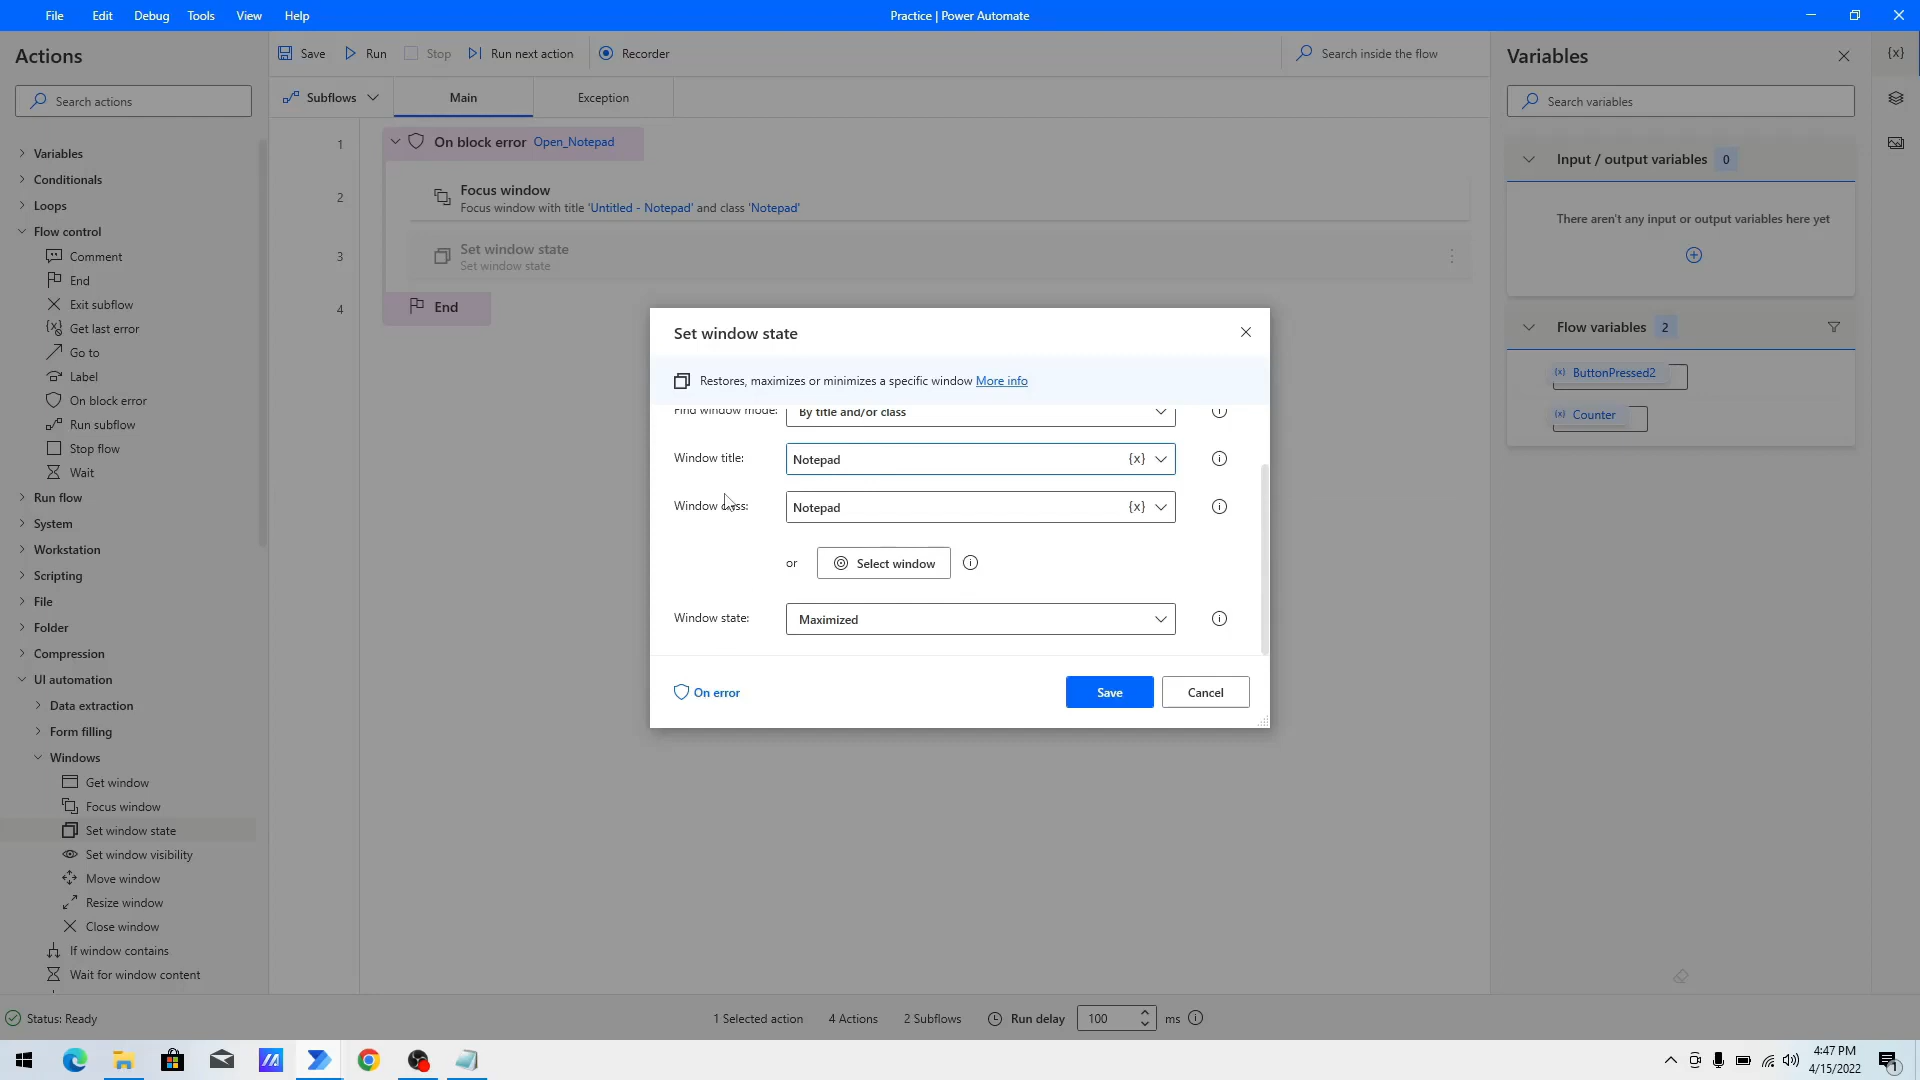 File Edit Debug Tools View Help
Practice | Power Automate
Actions
Search actions
Variables
Conditionals
Loops
Flow control
Comment
End
Exit subflow
Get last error
Go to
Label
On block error
Run subflow
Stop flow
Wait
Run flow
System
Workstation
Scripting
File
Folder
Compression
UI automation
Data extraction
Form filling
Windows
Get window
Focus window
Set window state
Set window visibility
Move window
Resize window
Close window
If window contains
Wait for window content
Save Run Stop Run next action Recorder
Search inside the flow
Subflows Main Exception
1 On block error Open_Notepad
2 Focus window
Focus window with title 'Untitled - Notepad' and class 'Notepad'
3 Set window state
Set window state
4 End
Set window state
Restores, maximizes or minimizes a specific window More info
Find window mode: By title and/or class
Window title: Notepad {x}
Window class: Notepad {x}
or Select window
Window state: Maximized
On error Save Cancel
Variables
{x}
Search variables
Input / output variables 0
There aren't any input or output variables here yet
Flow variables 2
{x} ButtonPressed2
{x} Counter
Status: Ready 1 Selected action 4 Actions 2 Subflows Run delay 100 ms
4:47 PM
4/15/2022
1